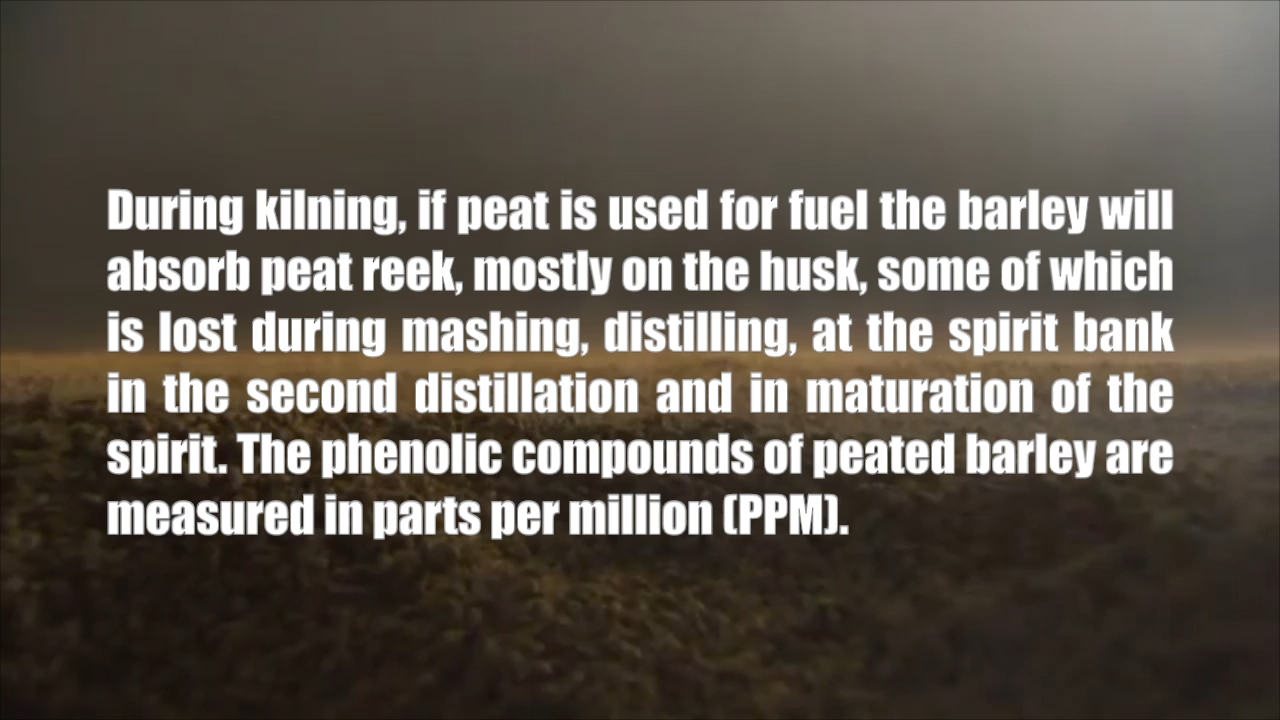 During kilning, if peat is used for fuel the barley will
absorb peat reek, mostly on the husk, some of which
is lost during mashing, distilling, at the spirit bank
in the second distillation and in maturation of the
spirit. The phenolic compounds of peated barley are
measured in parts per million (PPM).